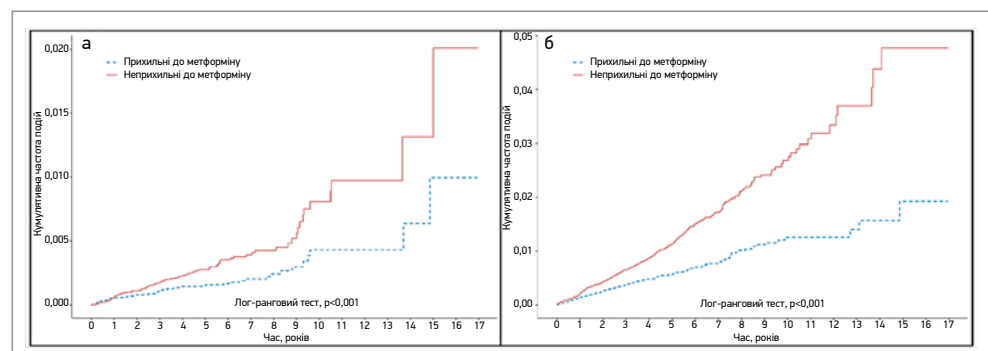 а
Прихильні до метформіну
Неприхильні до метформіну
Кумулятивна частота подій
0,020
0,015
0,010
0,005
0,000
Лог-ранговий тест, p<0,001
0 1 2 3 4 5 6 7 8 9 10 11 12 13 14 15 16 17
Час, років
б
Прихильні до метформіну
Неприхильні до метформіну
Кумулятивна частота подій
0,05
0,04
0,03
0,02
0,01
0,00
Лог-ранговий тест, p<0,001
0 1 2 3 4 5 6 7 8 9 10 11 12 13 14 15 16 17
Час, років